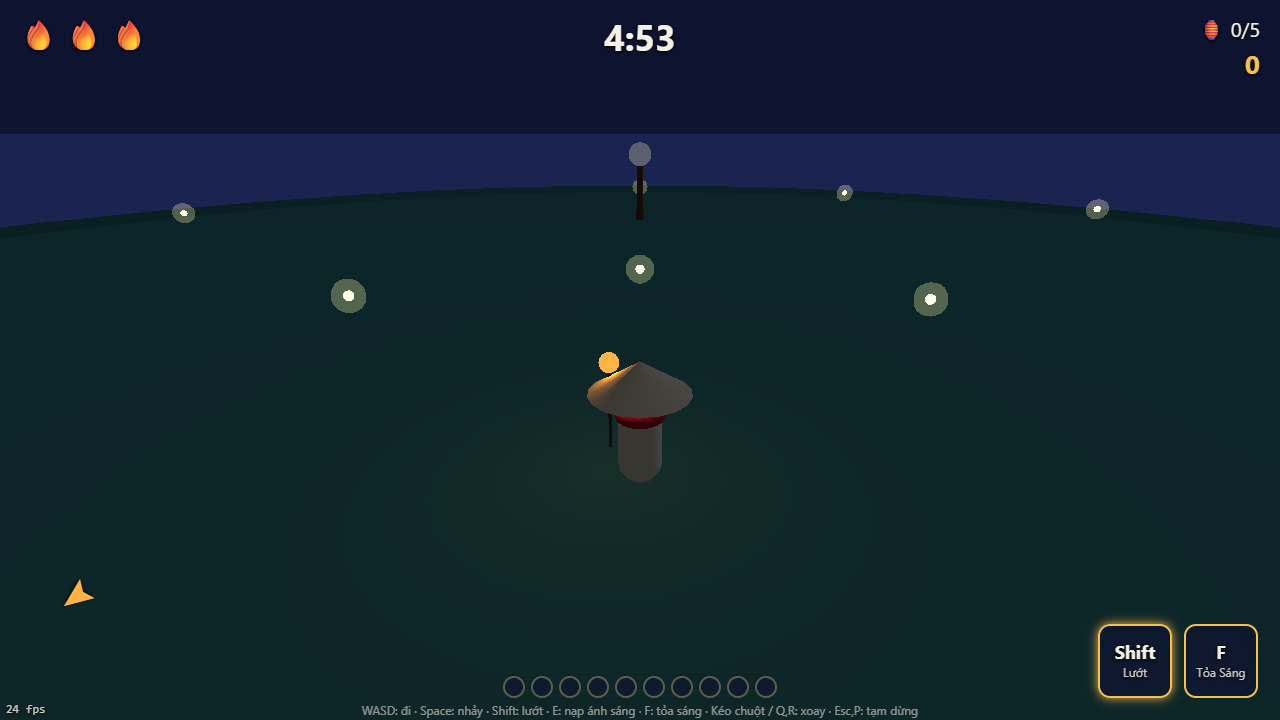 4:53
0/5
0
Shift
Lướt
F
Tỏa Sáng
24 fps
WASD: đi · Space: nhảy · Shift: lướt · E: nạp ánh sáng · F: tỏa sáng · Kéo chuột / Q,R: xoay · Esc,P: tạm dừng